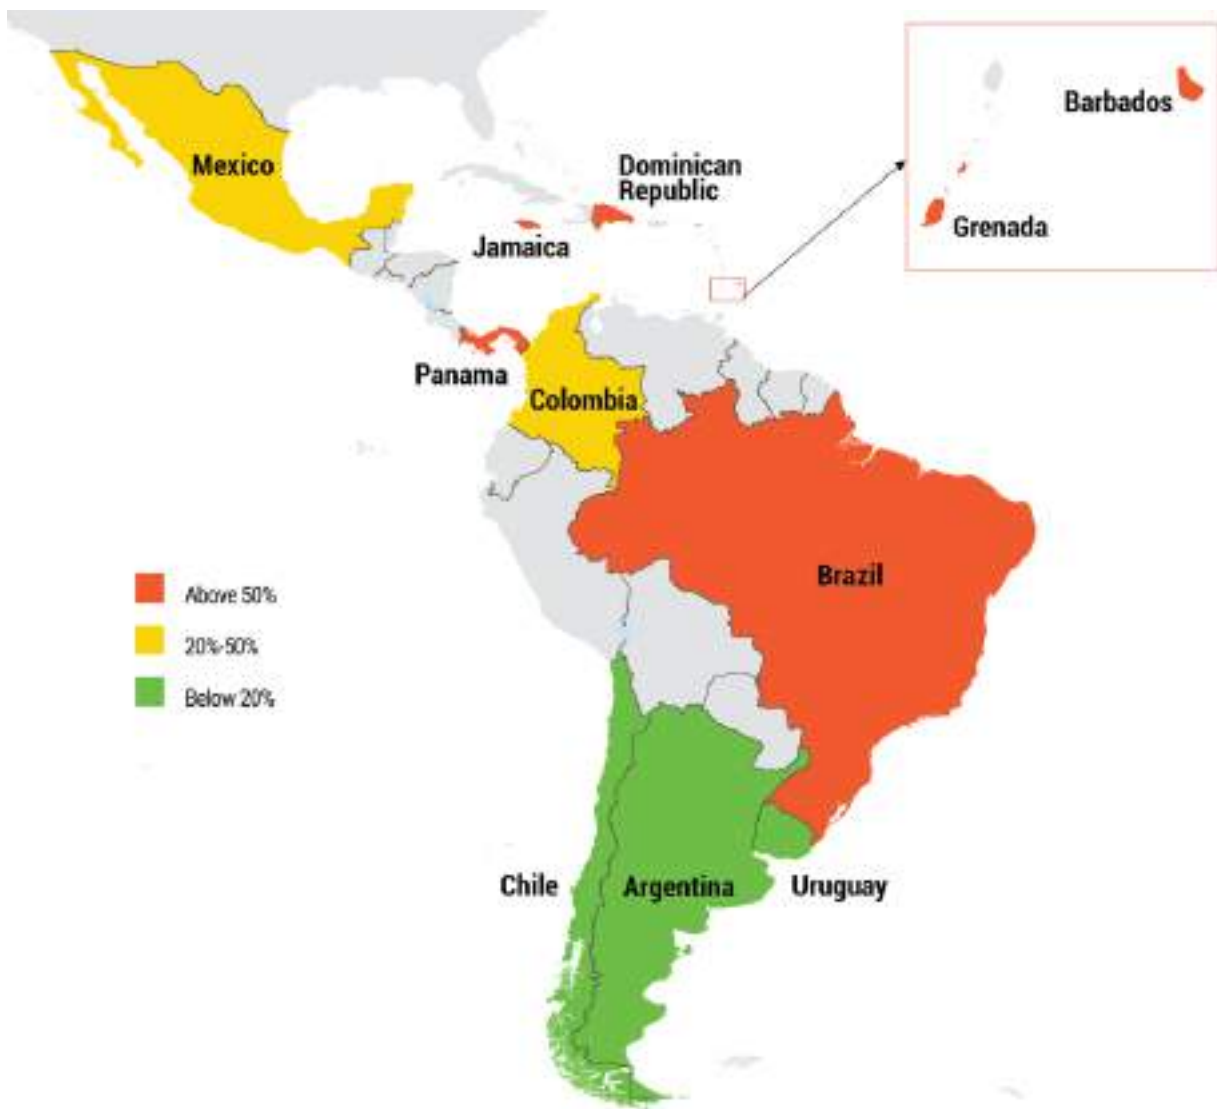 Barbados
Mexico
Dominican
Republic
Grenada
Jamaica
Panama
Colombia
Brazil
Above 50%
20%-50%
Below 20%
Chile
Argentina
Uruguay